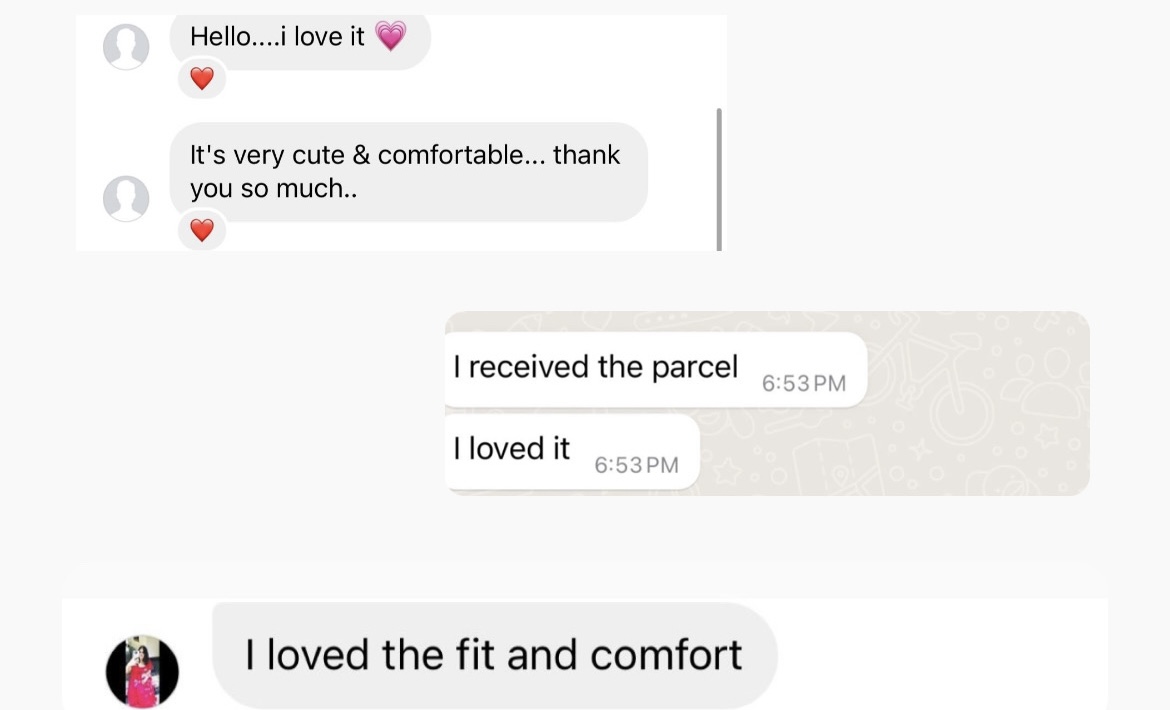 Hello....i love it 💗
❤️
It's very cute & comfortable... thank
you so much..
❤️
I received the parcel 6:53 PM
I loved it 6:53 PM
I loved the fit and comfort